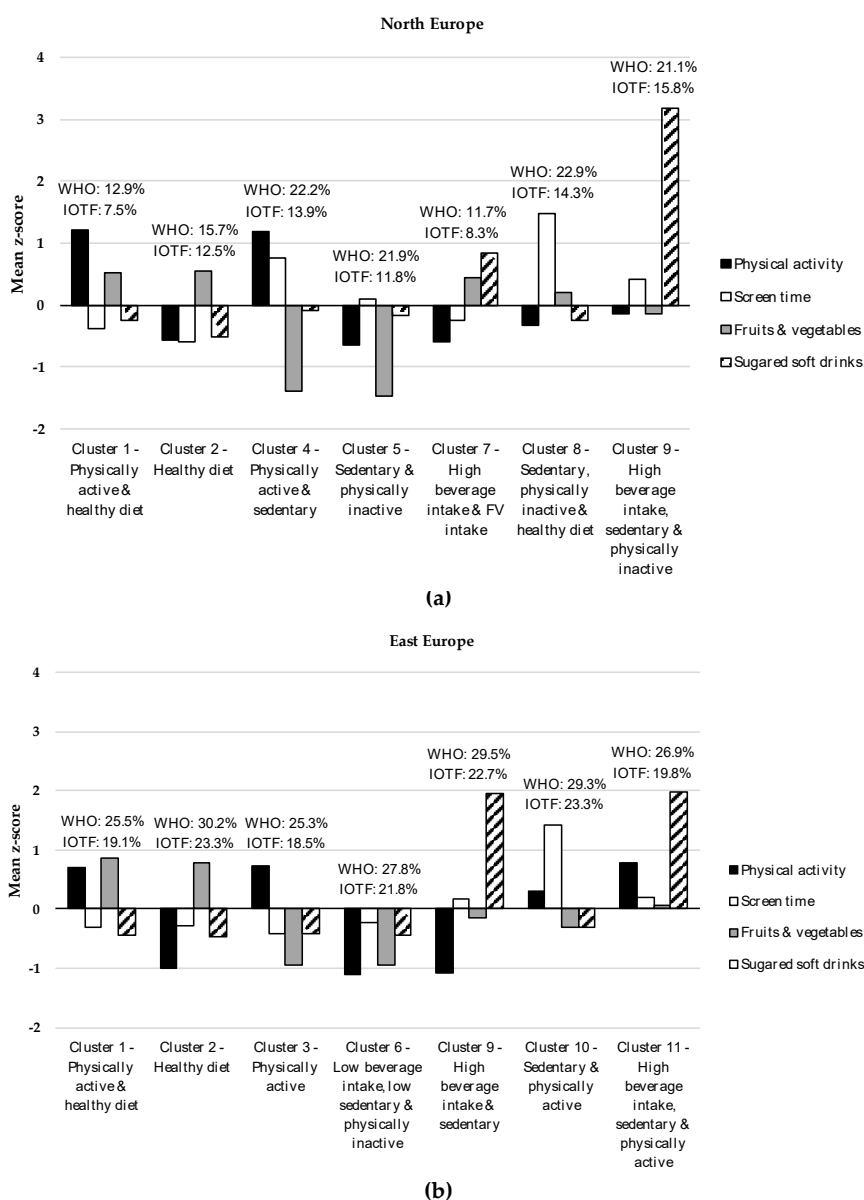 North Europe
Mean z-score
4
3
2
1
0
-1
-2
WHO: 12.9%
IOTF: 7.5%
WHO: 15.7%
IOTF: 12.5%
WHO: 22.2%
IOTF: 13.9%
WHO: 21.9%
IOTF: 11.8%
WHO: 11.7%
IOTF: 8.3%
WHO: 22.9%
IOTF: 14.3%
WHO: 21.1%
IOTF: 15.8%
Physical activity
Screen time
Fruits & vegetables
Sugared soft drinks
Cluster 1 -
Physically
active &
healthy diet
Cluster 2 -
Healthy diet
Cluster 4 -
Physically
active &
sedentary
Cluster 5 -
Sedentary &
physically
inactive
Cluster 7 -
High
beverage
intake & FV
intake
Cluster 8 -
Sedentary,
physically
inactive &
healthy diet
Cluster 9 -
High
beverage
intake,
sedentary &
physically
inactive
(a)
East Europe
Mean z-score
4
3
2
1
0
-1
-2
WHO: 25.5%
IOTF: 19.1%
WHO: 30.2%
IOTF: 23.3%
WHO: 25.3%
IOTF: 18.5%
WHO: 27.8%
IOTF: 21.8%
WHO: 29.5%
IOTF: 22.7%
WHO: 29.3%
IOTF: 23.3%
WHO: 26.9%
IOTF: 19.8%
Physical activity
Screen time
Fruits & vegetables
Sugared soft drinks
Cluster 1 -
Physically
active &
healthy diet
Cluster 2 -
Healthy diet
Cluster 3 -
Physically
active
Cluster 6 -
Low beverage
intake, low
sedentary &
physically
inactive
Cluster 9 -
High
beverage
intake &
sedentary
Cluster 10 -
Sedentary &
physically
active
Cluster 11 -
High
beverage
intake,
sedentary &
physically
active
(b)